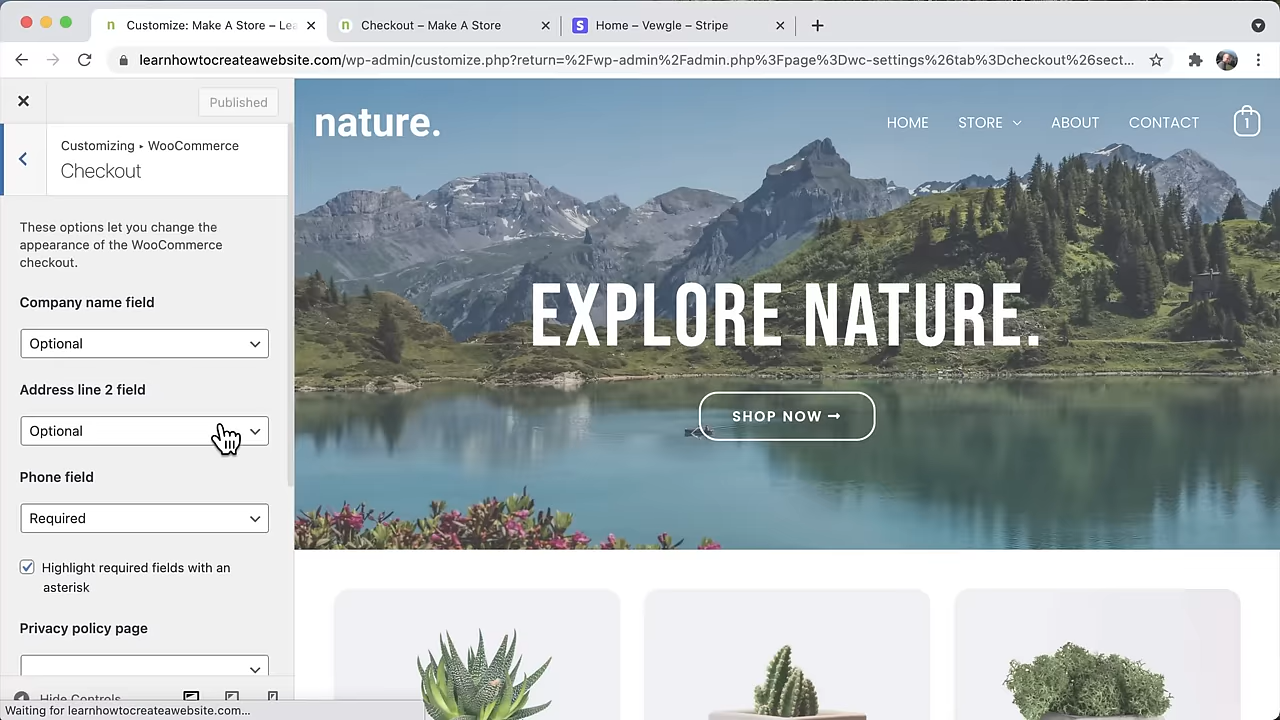 Customize: Make A Store – Lea
Checkout – Make A Store
S
Home – Vewgle – Stripe
learnhowtocreateawebsite.com/wp-admin/customize.php?return=%2Fwp-admin%2Fadmin.php%3Fpage%3Dwc-settings%26tab%3Dcheckout%26sect...
Published
Customizing ▸ WooCommerce
Checkout
These options let you change the
appearance of the WooCommerce
checkout.
Company name field
Optional
Address line 2 field
Optional
Phone field
Required
Highlight required fields with an
asterisk
Privacy policy page
Hide Controls
Waiting for learnhowtocreateawebsite.com...
nature.
HOME
STORE
ABOUT
CONTACT
1
EXPLORE NATURE.
SHOP NOW →